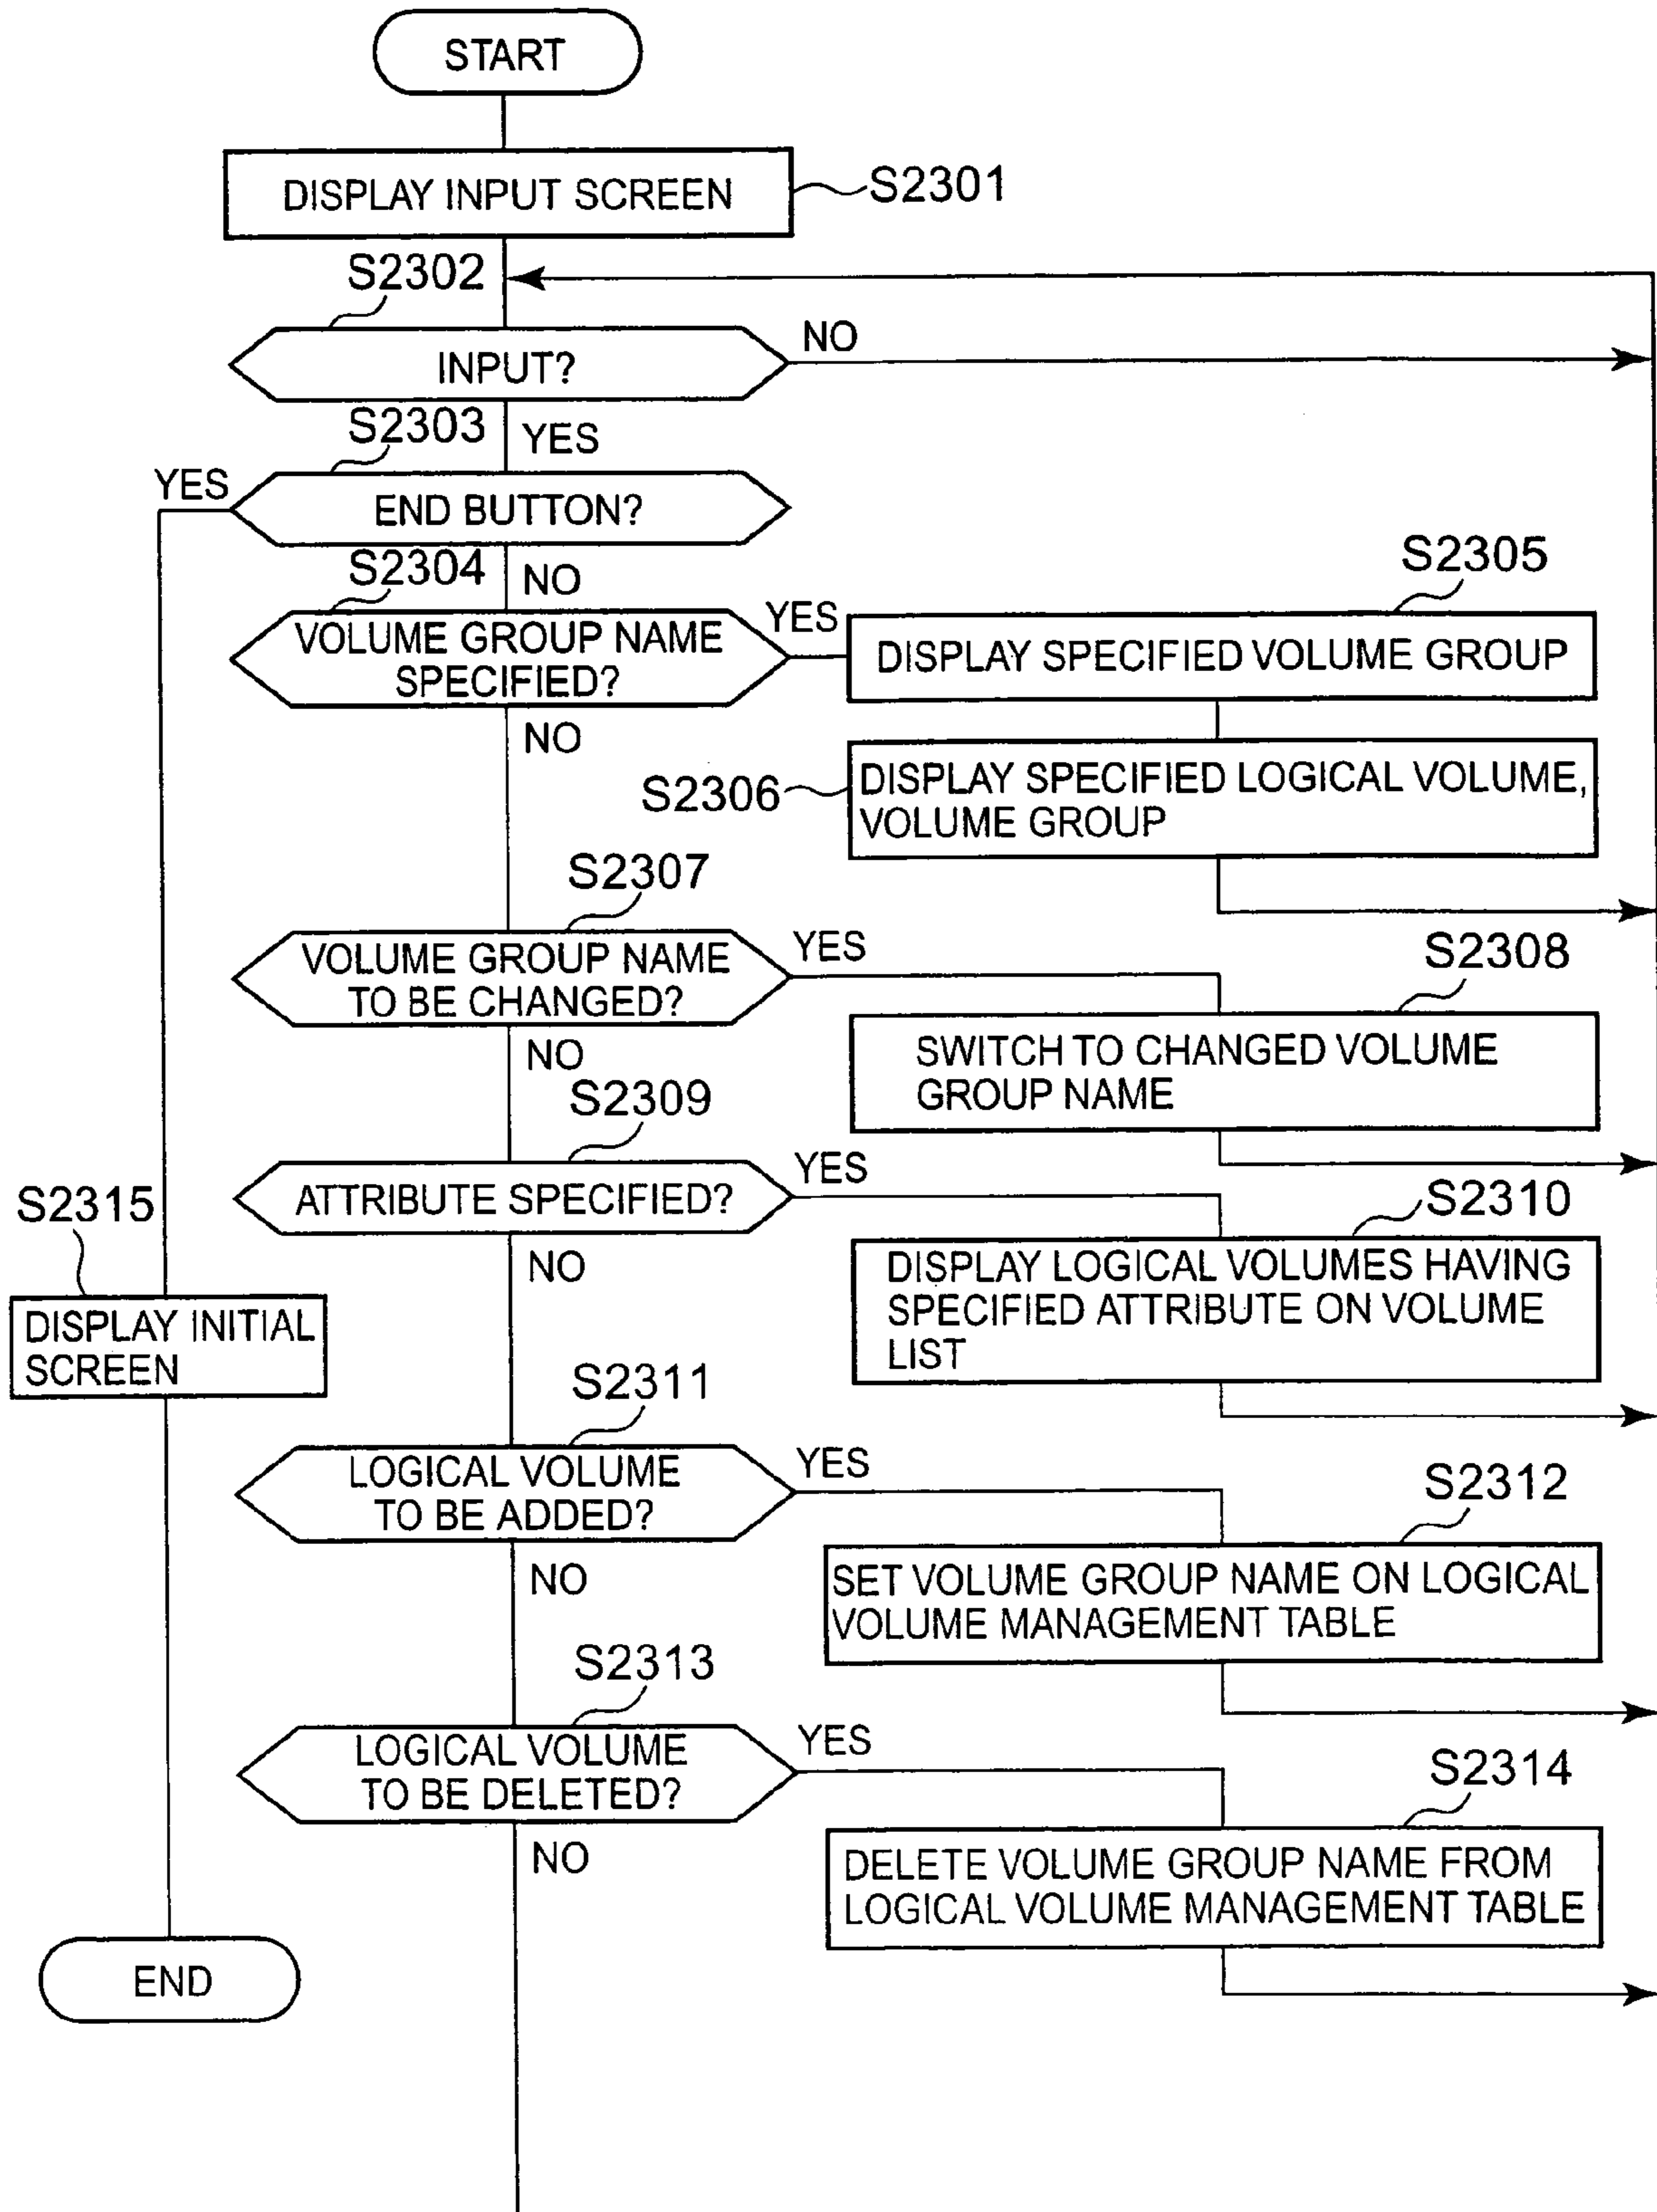 START
DISPLAY INPUT SCREEN
S2301
S2302
INPUT?
NO
YES
S2303
YES
END BUTTON?
NO
S2304
VOLUME GROUP NAME
SPECIFIED?
YES
S2305
DISPLAY SPECIFIED VOLUME GROUP
NO
S2306
DISPLAY SPECIFIED LOGICAL VOLUME,
VOLUME GROUP
S2307
VOLUME GROUP NAME
TO BE CHANGED?
YES
S2308
SWITCH TO CHANGED VOLUME
GROUP NAME
NO
S2309
ATTRIBUTE SPECIFIED?
YES
S2310
DISPLAY LOGICAL VOLUMES HAVING
SPECIFIED ATTRIBUTE ON VOLUME
LIST
NO
S2315
DISPLAY INITIAL
SCREEN
S2311
LOGICAL VOLUME
TO BE ADDED?
YES
S2312
SET VOLUME GROUP NAME ON LOGICAL
VOLUME MANAGEMENT TABLE
NO
S2313
LOGICAL VOLUME
TO BE DELETED?
YES
S2314
DELETE VOLUME GROUP NAME FROM
LOGICAL VOLUME MANAGEMENT TABLE
NO
END